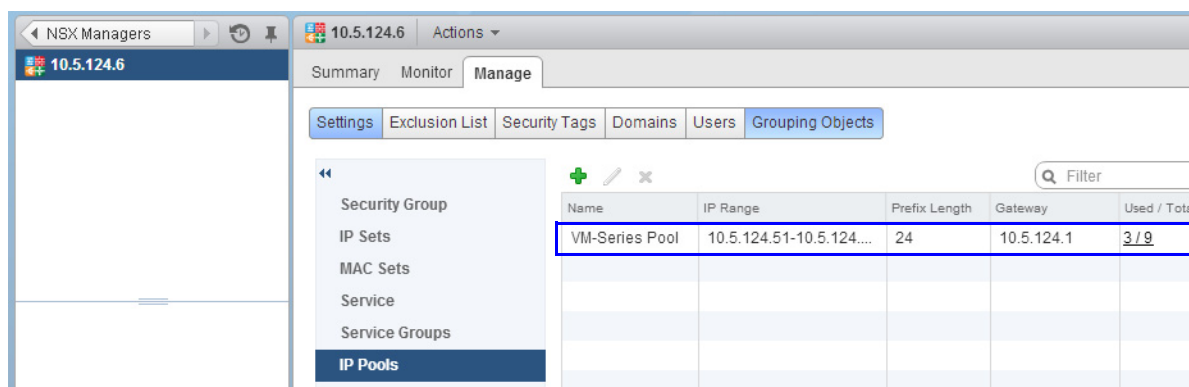 NSX Managers
10.5.124.6
10.5.124.6 Actions
Summary Monitor Manage
Settings Exclusion List Security Tags Domains Users Grouping Objects
Security Group
IP Sets
MAC Sets
Service
Service Groups
IP Pools
Filter
Name IP Range Prefix Length Gateway Used / Tota
VM-Series Pool 10.5.124.51-10.5.124.... 24 10.5.124.1 3 / 9